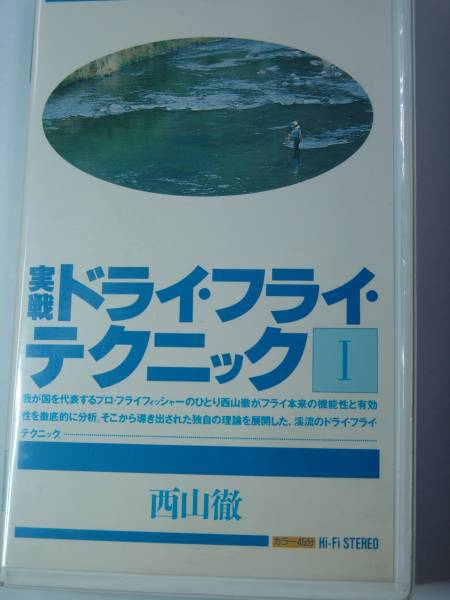 実戦ドライ・フライ・
テクニック I
我が国を代表するプロ・フライフィッシャーのひとり西山徹が、フライ本来の機能性と有効
性を徹底的に分析。そこから導き出された独自の理論を展開した、渓流のドライ・フライ・
テクニック。
西山徹
カラー45分 Hi-Fi STEREO